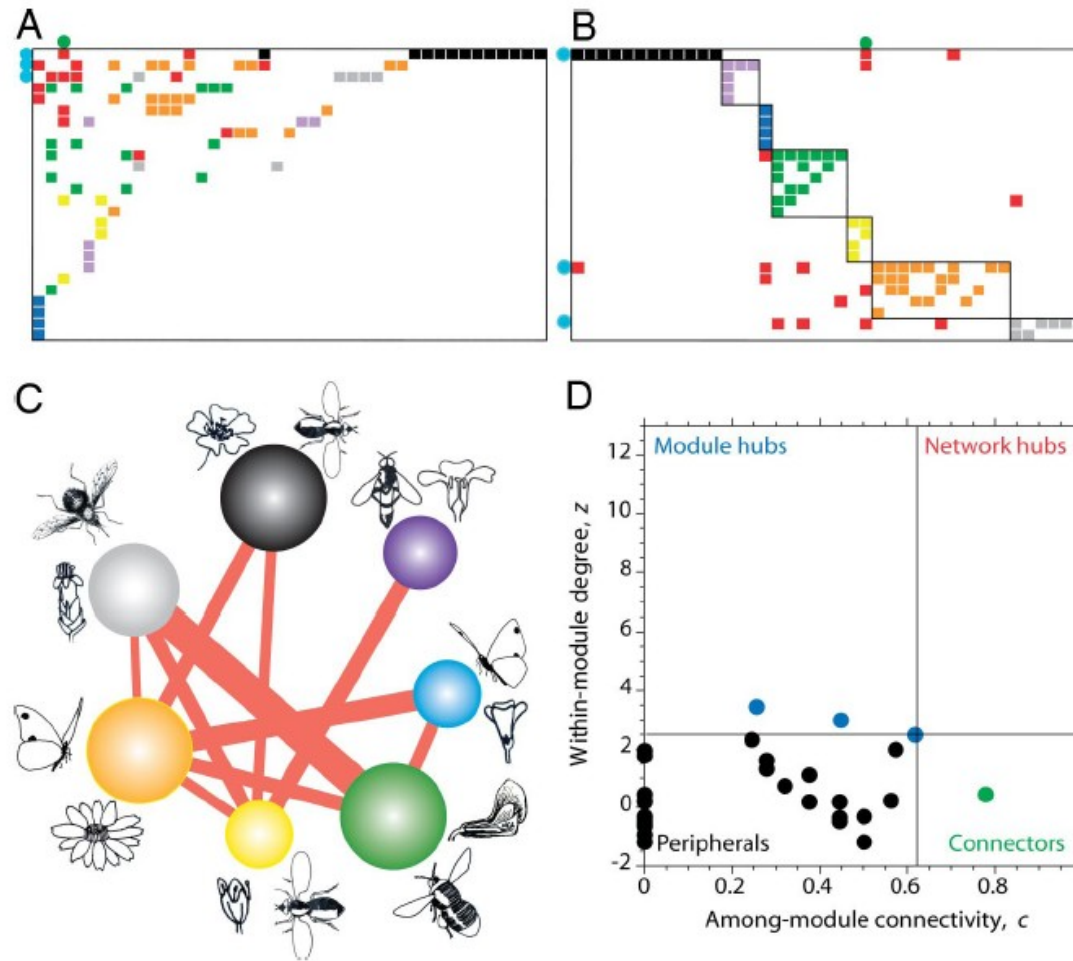 A
B
C
D
Module hubs
Network hubs
12
10
8
6
4
2
0
-2
Within-module degree, z
Peripherals
Connectors
0
0.2
0.4
0.6
0.8
Among-module connectivity, c